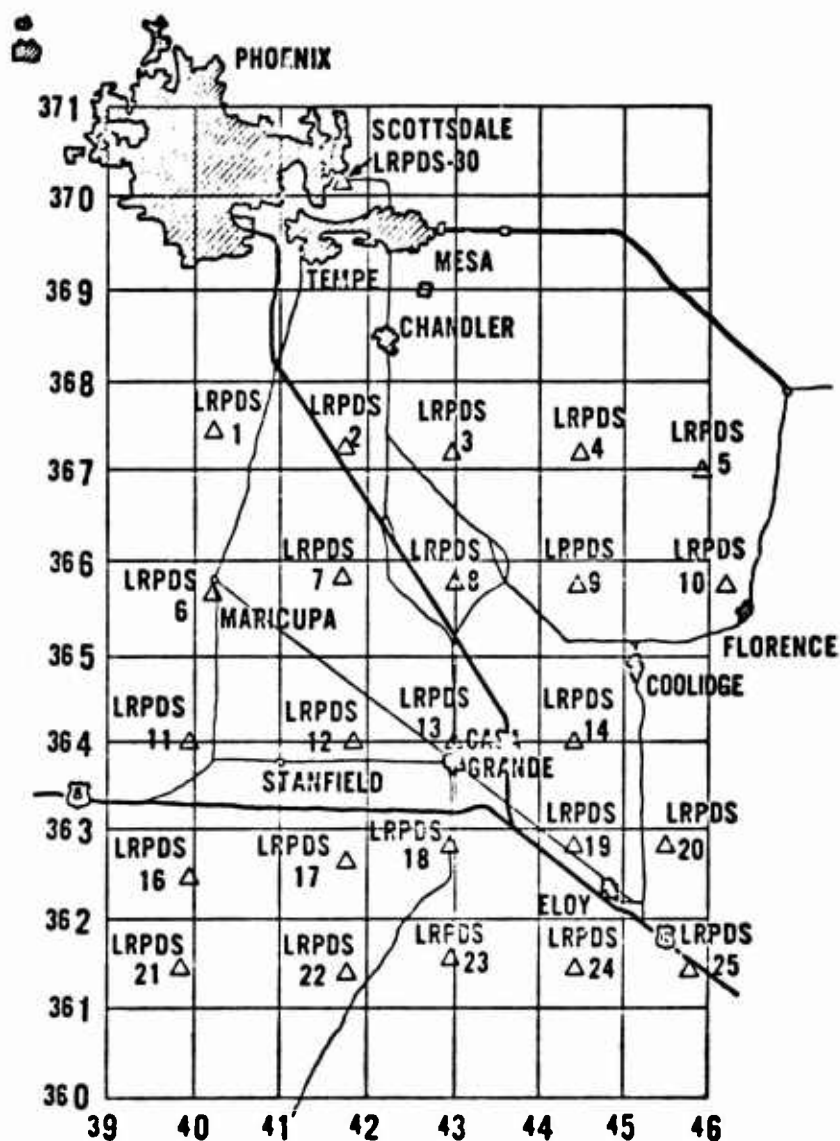 PHOENIX
371
SCOTTSDALE
LRPDS-30
370
MESA
369
TEMPE
CHANDLER
368
LRPDS
1
LRPDS
2
LRPDS
3
LRPDS
4
LRPDS
5
367
366
LRPDS
6
LRPDS
7
LRPDS
8
LRPDS
9
LRPDS
10
MARICUPA
FLORENCE
365
COOLIDGE
LRPDS
11
LRPDS
12
LRPDS
13
LRPDS
14
364
CASA
GRANDE
STANFIELD
8
363
LRPDS
16
LRPDS
17
LRPDS
18
LRPDS
19
LRPDS
20
362
ELOY
LRPDS
21
LRPDS
22
LRPDS
23
LRPDS
24
LRPDS
25
361
360
39 40 41 42 43 44 45 46